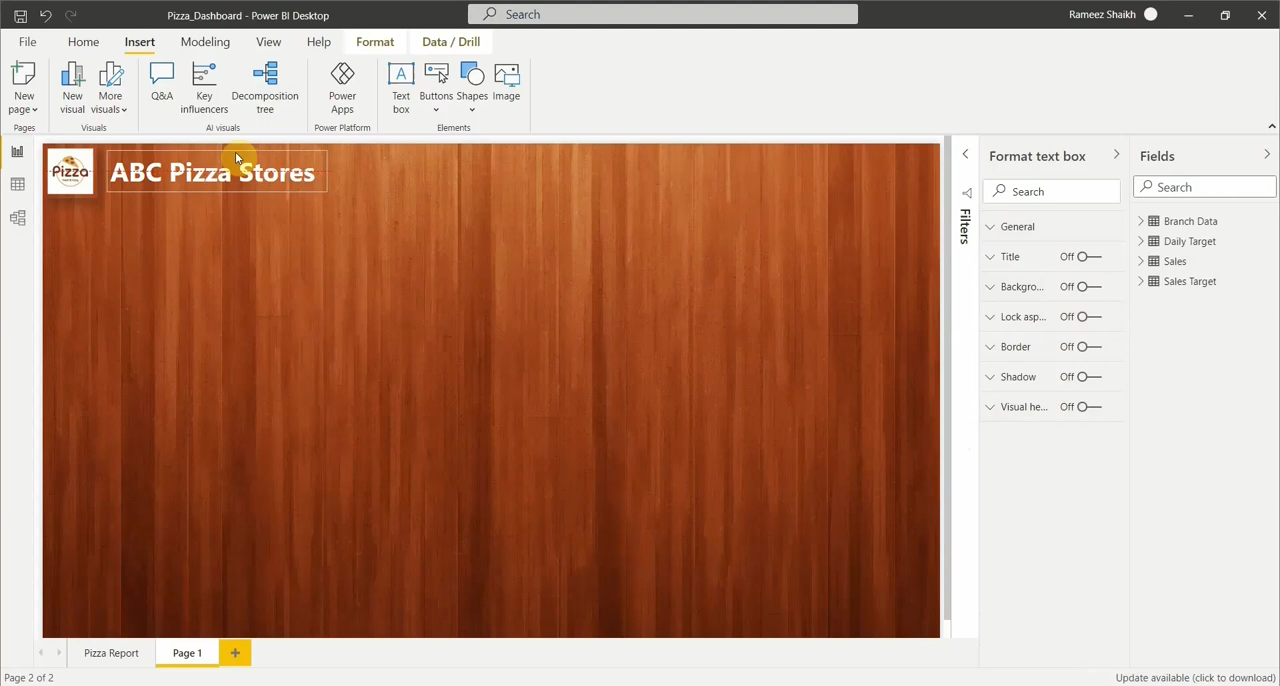 Pizza_Dashboard - Power BI Desktop
Search
Rameez Shaikh
File
Home
Insert
Modeling
View
Help
Format
Data / Drill
New page
New visual
More visuals
Q&A
Key influencers
Decomposition tree
Power Apps
Text box
Buttons
Shapes
Image
Pages
Visuals
AI visuals
Power Platform
Elements
Pizza
ABC Pizza Stores
Filters
Format text box
Search
General
Title Off
Backgro... Off
Lock asp... Off
Border Off
Shadow Off
Visual he... Off
Fields
Search
Branch Data
Daily Target
Sales
Sales Target
Pizza Report
Page 1
Page 2 of 2
Update available (click to download)